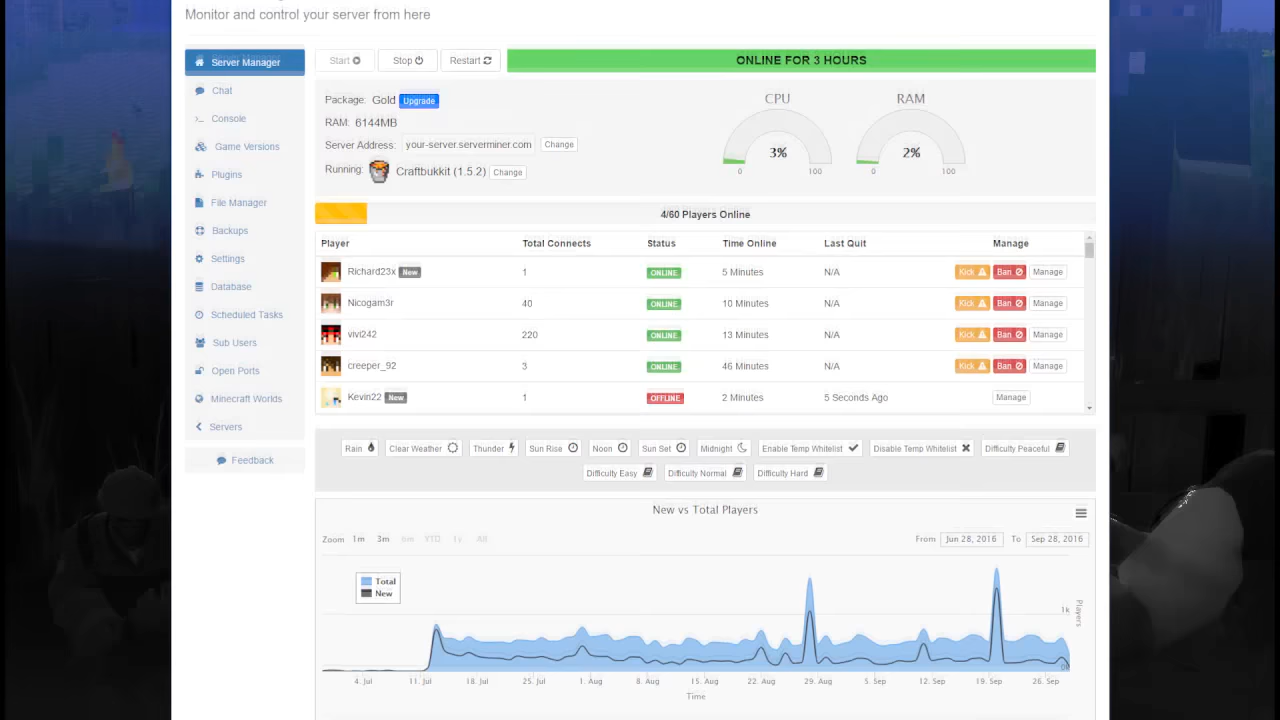 Monitor and control your server from here
Server Manager
Chat
Console
Game Versions
Plugins
File Manager
Backups
Settings
Database
Scheduled Tasks
Sub Users
Open Ports
Minecraft Worlds
Servers
Feedback
Start Stop Restart ONLINE FOR 3 HOURS
Package: Gold Upgrade
RAM: 6144MB
Server Address: your-server.serverminer.com Change
Running: Craftbukkit (1.5.2) Change
CPU
3%
0 100
RAM
2%
0 100
4/60 Players Online
Player Total Connects Status Time Online Last Quit Manage
Richard23x New 1 ONLINE 5 Minutes N/A Kick Ban Manage
Nicogam3r 40 ONLINE 10 Minutes N/A Kick Ban Manage
vivi242 220 ONLINE 13 Minutes N/A Kick Ban Manage
creeper_92 3 ONLINE 46 Minutes N/A Kick Ban Manage
Kevin22 New 1 OFFLINE 2 Minutes 5 Seconds Ago Manage
Rain Clear Weather Thunder Sun Rise Noon Sun Set Midnight Enable Temp Whitelist Disable Temp Whitelist Difficulty Peaceful
Difficulty Easy Difficulty Normal Difficulty Hard
New vs Total Players
Zoom 1m 3m 6m YTD 1y All From Jun 28, 2016 To Sep 28, 2016
Total
New
1k
Players
4. Jul 11. Jul 18. Jul 25. Jul 1. Aug 8. Aug 15. Aug 22. Aug 29. Aug 5. Sep 12. Sep 19. Sep 26. Sep
Time